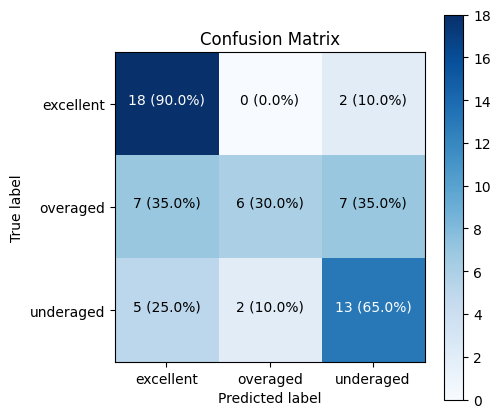 Confusion Matrix
True label
excellent 18 (90.0%) 0 (0.0%) 2 (10.0%)
overaged 7 (35.0%) 6 (30.0%) 7 (35.0%)
underaged 5 (25.0%) 2 (10.0%) 13 (65.0%)
excellent overaged underaged
Predicted label
18
16
14
12
10
8
6
4
2
0